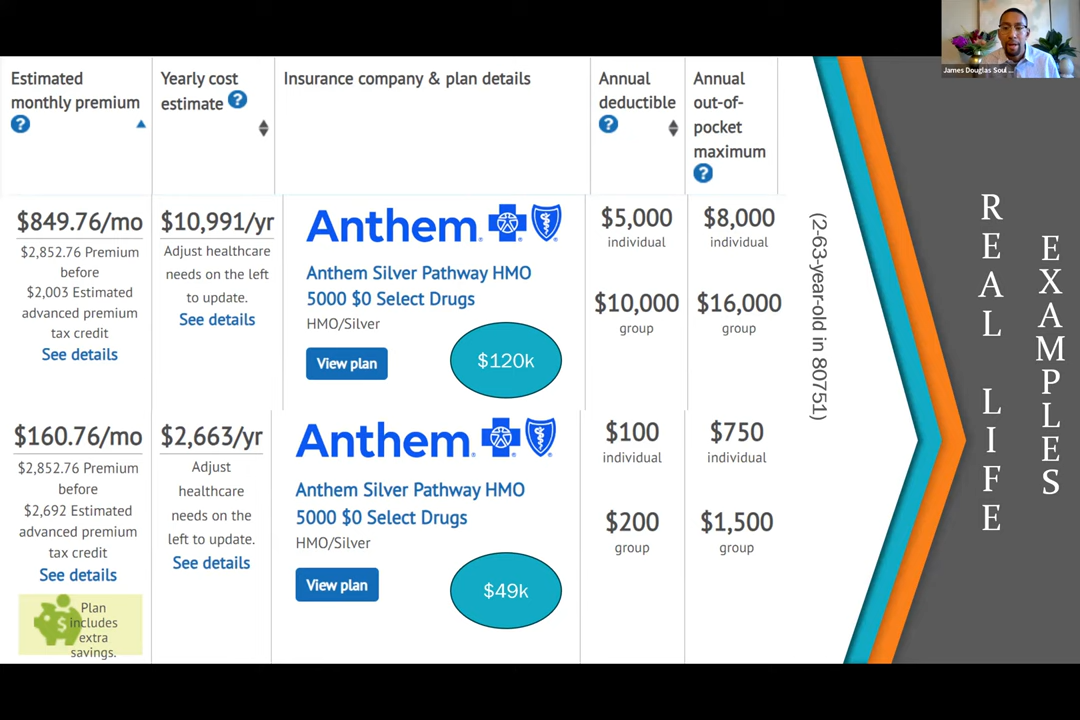 James Douglas Soul...
Estimated
monthly premium
?
Yearly cost
estimate ?
Insurance company & plan details
Annual
deductible
?
Annual
out-of-
pocket
maximum
?
$849.76/mo
$2,852.76 Premium
before
$2,003 Estimated
advanced premium
tax credit
See details
$10,991/yr
Adjust healthcare
needs on the left
to update.
See details
Anthem
Anthem Silver Pathway HMO
5000 $0 Select Drugs
HMO/Silver
View plan
$120k
$5,000
individual
$10,000
group
$8,000
individual
$16,000
group
$160.76/mo
$2,852.76 Premium
before
$2,692 Estimated
advanced premium
tax credit
See details
Plan
includes
extra
savings.
$2,663/yr
Adjust
healthcare
needs on the
left to update.
See details
Anthem
Anthem Silver Pathway HMO
5000 $0 Select Drugs
HMO/Silver
View plan
$49k
$100
individual
$200
group
$750
individual
$1,500
group
(2-63-year-old in 80751)
REAL LIFE
EXAMPLES